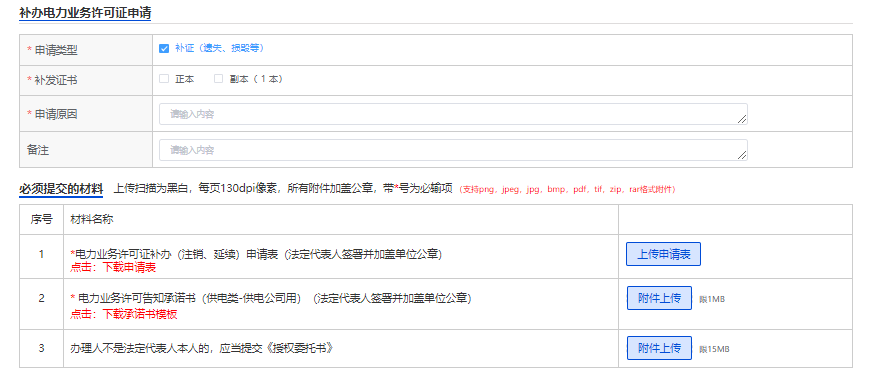 补办电力业务许可证申请
* 申请类型 补证（遗失、损毁等）
* 补发证书 正本 副本（ 1 本）
* 申请原因 请输入内容
备注 请输入内容
必须提交的材料 上传扫描为黑白，每页130dpi像素，所有附件加盖公章，带*号为必输项 （支持png，jpeg，jpg，bmp，pdf，tif，zip，rar格式附件）
序号 材料名称
1 *电力业务许可证补办（注销、延续）申请表（法定代表人签署并加盖单位公章） 上传申请表
点击：下载申请表
2 * 电力业务许可告知承诺书（供电类-供电公司用）（法定代表人签署并加盖单位公章） 附件上传 限1MB
点击：下载承诺书模板
3 办理人不是法定代表人本人的，应当提交《授权委托书》 附件上传 限15MB